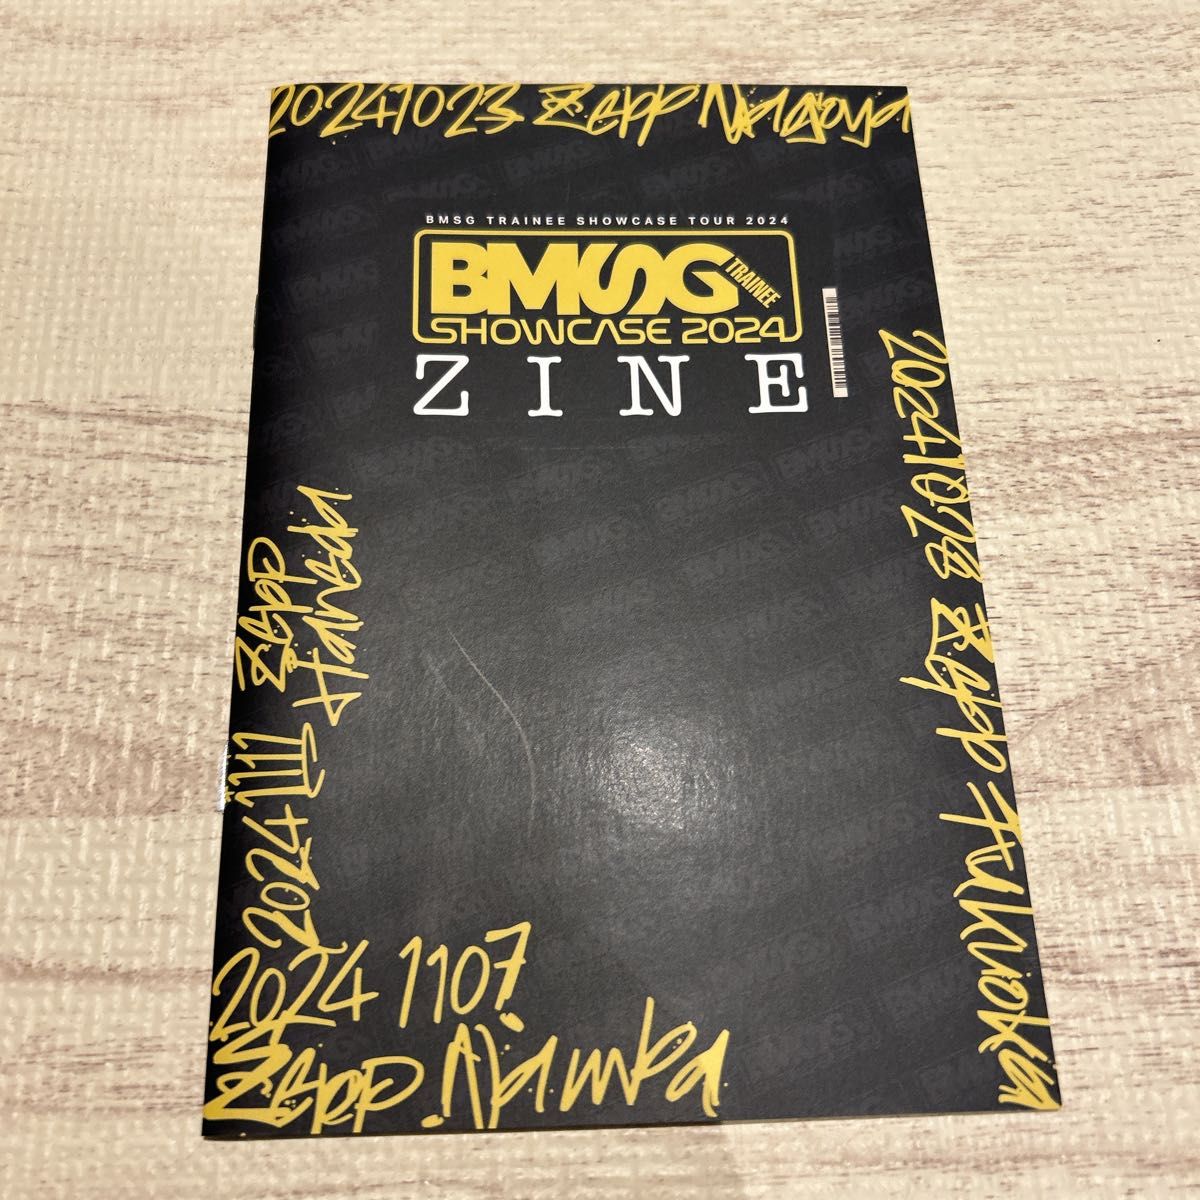 20241023 Zepp Nagoya
BMSG TRAINEE SHOWCASE TOUR 2024
BMSG TRAINEE
SHOWCASE 2024
ZINE
20241028 Zepp Fukuoka
20241111 Zepp
Haneda
20241107
Zepp Namba